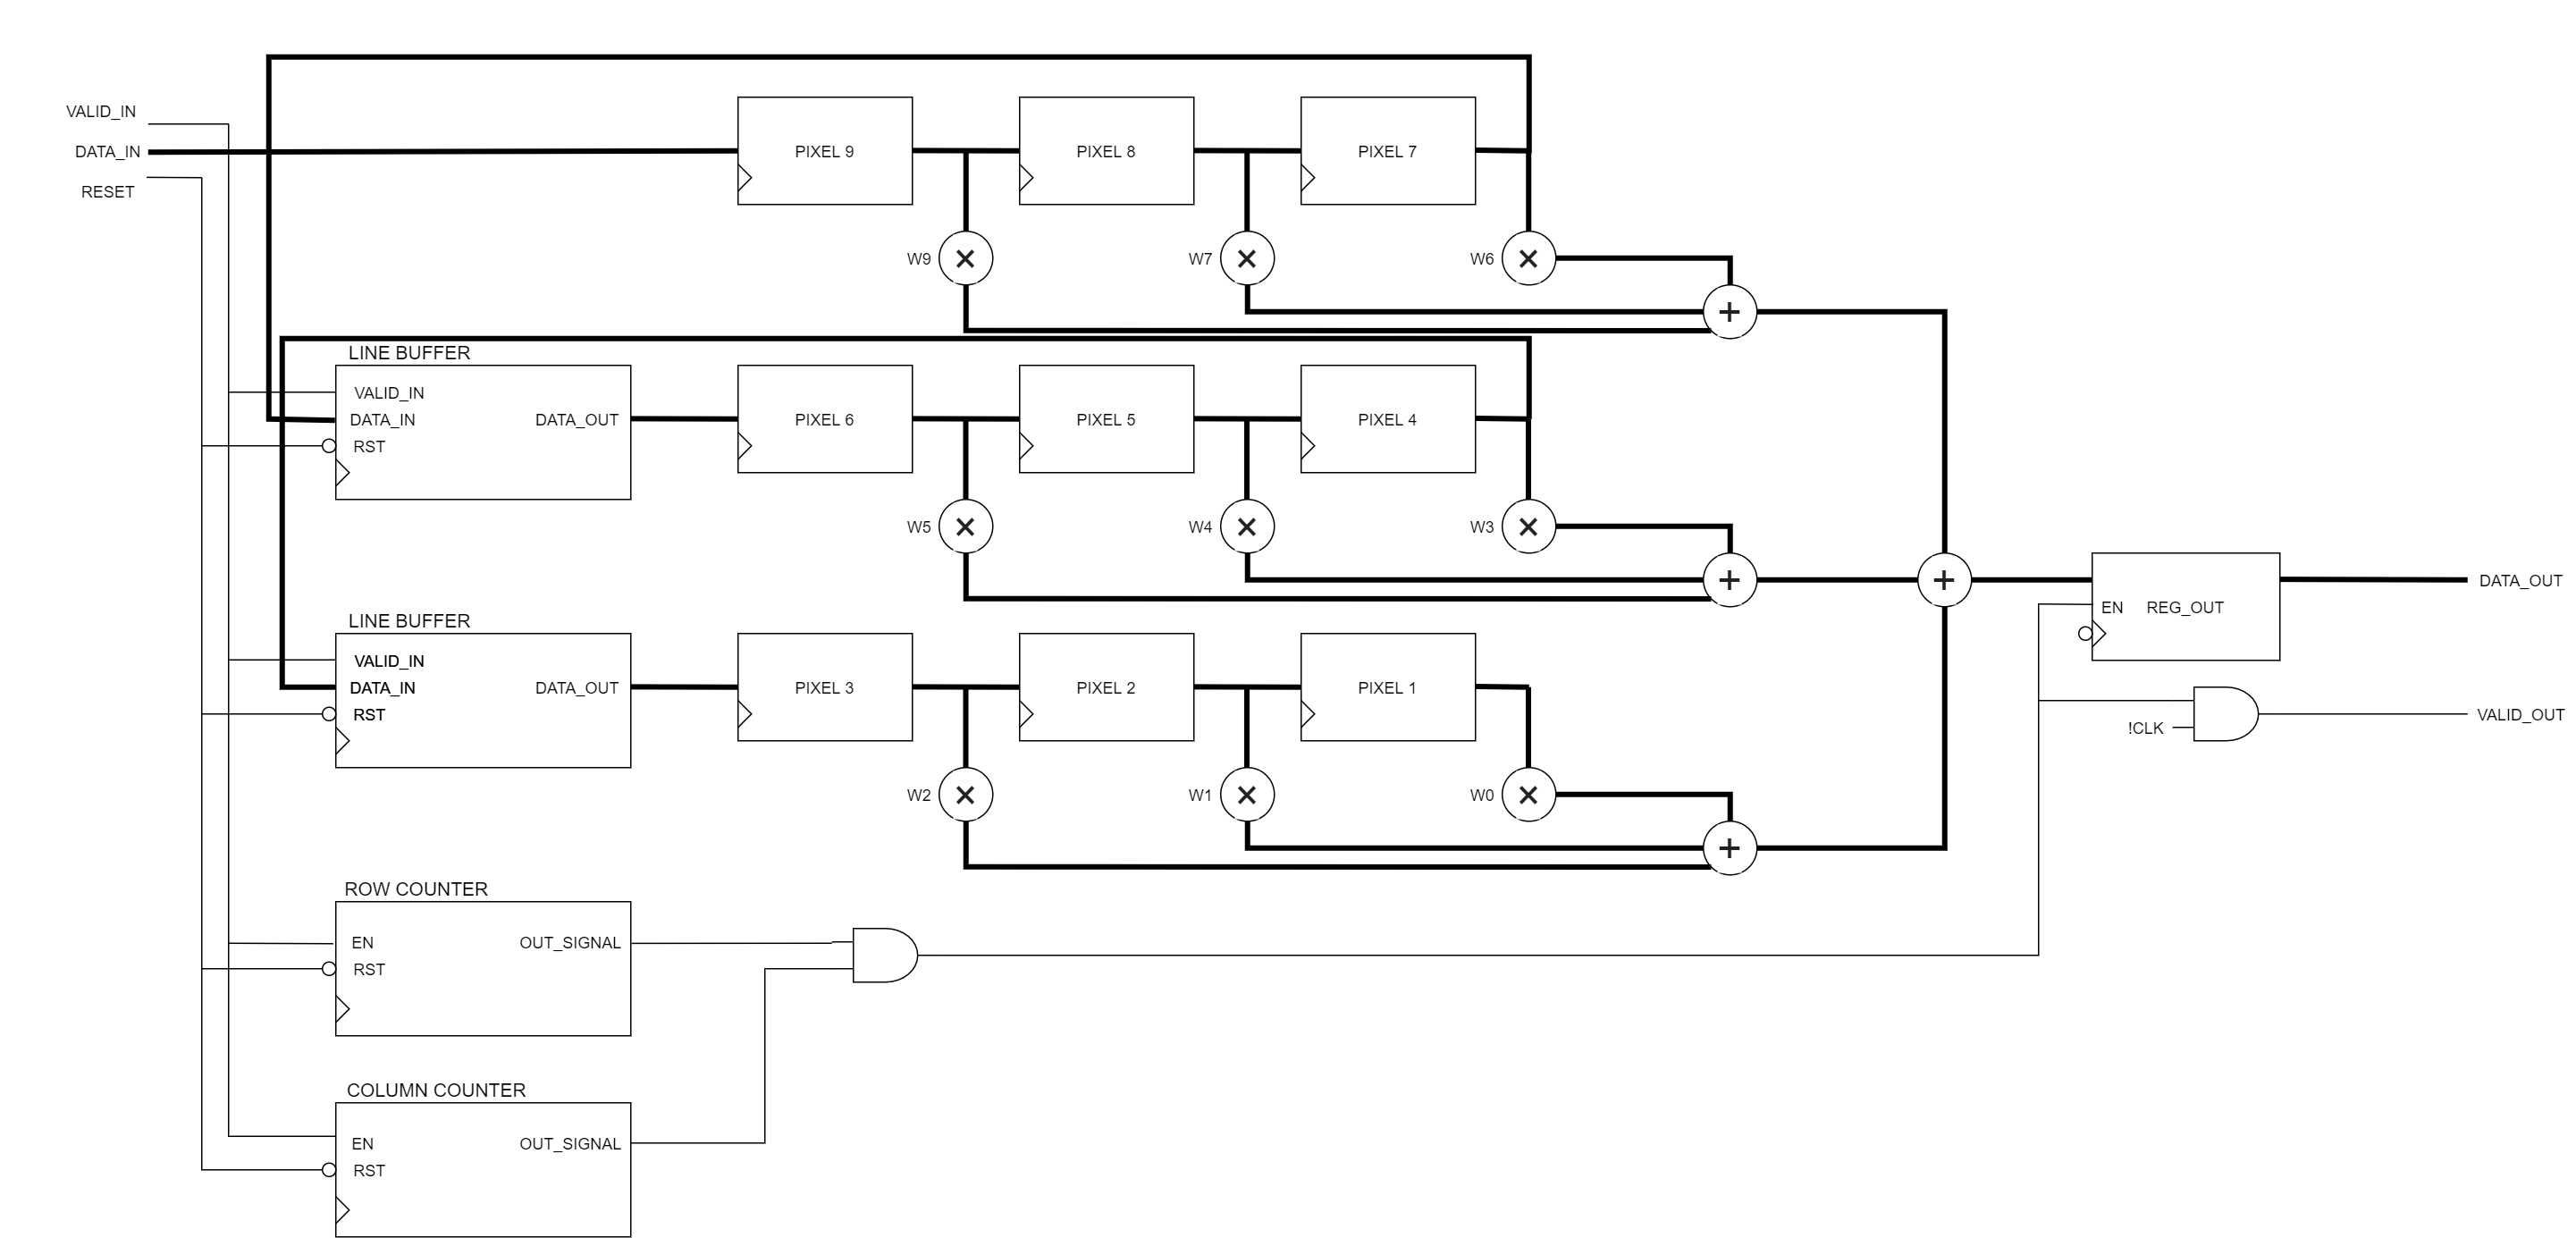 VALID_IN
DATA_IN
RESET
PIXEL 9
PIXEL 8
PIXEL 7
W9
W7
W6
LINE BUFFER
VALID_IN
DATA_IN
DATA_OUT
RST
PIXEL 6
PIXEL 5
PIXEL 4
W5
W4
W3
LINE BUFFER
VALID_IN
DATA_IN
DATA_OUT
RST
PIXEL 3
PIXEL 2
PIXEL 1
W2
W1
W0
EN
REG_OUT
DATA_OUT
!CLK
VALID_OUT
ROW COUNTER
EN
OUT_SIGNAL
RST
COLUMN COUNTER
EN
OUT_SIGNAL
RST